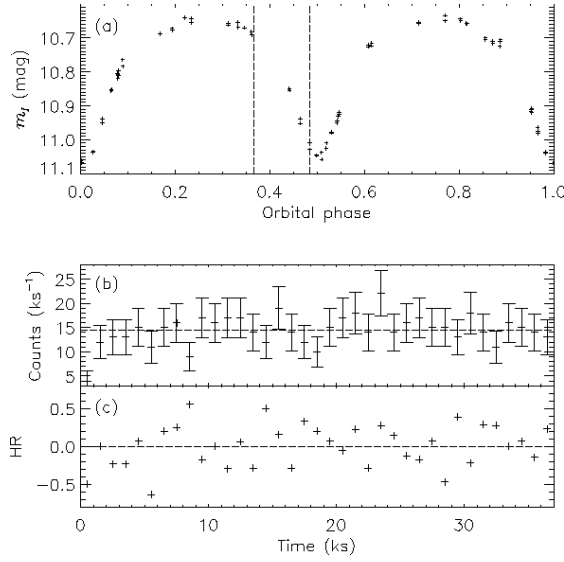 (a)
m_I (mag)
10.7
10.8
10.9
11.0
11.1
0.0 0.2 0.4 0.6 0.8 1.0
Orbital phase
(b)
Counts (ks⁻¹)
25
20
15
10
5
(c)
HR
0.5
0.0
−0.5
0 10 20 30
Time (ks)